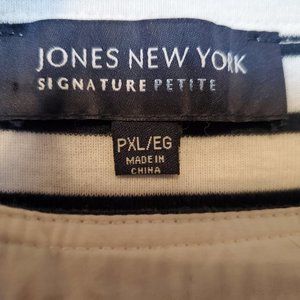 JONES NEW YORK
SIGNATURE PETITE
PXL/EG
MADE IN
CHINA